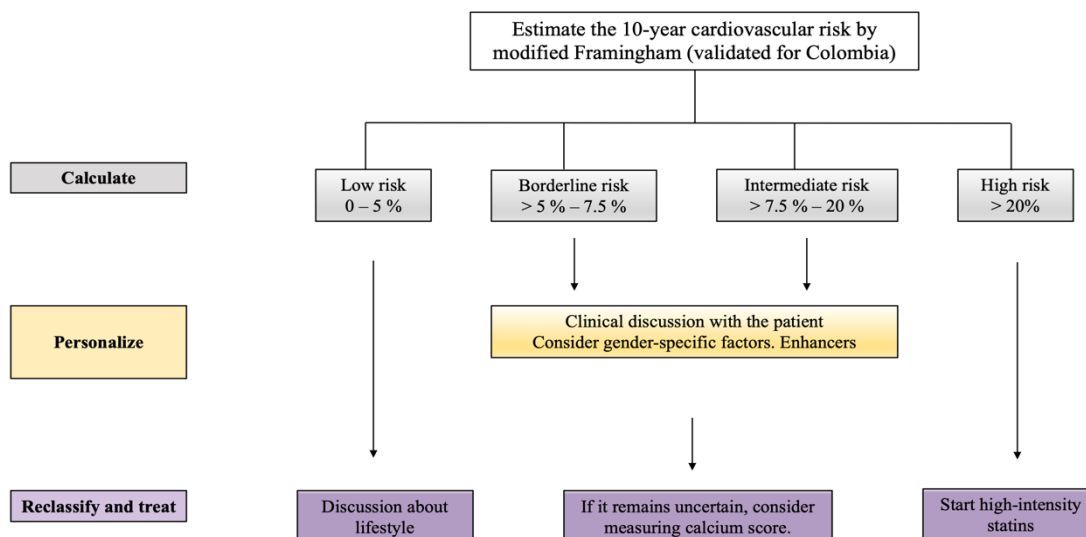 Estimate the 10-year cardiovascular risk by
modified Framingham (validated for Colombia)
Calculate
Low risk
0 – 5 %
Borderline risk
> 5 % – 7.5 %
Intermediate risk
> 7.5 % – 20 %
High risk
> 20%
Personalize
Clinical discussion with the patient
Consider gender-specific factors. Enhancers
Reclassify and treat
Discussion about
lifestyle
If it remains uncertain, consider
measuring calcium score.
Start high-intensity
statins